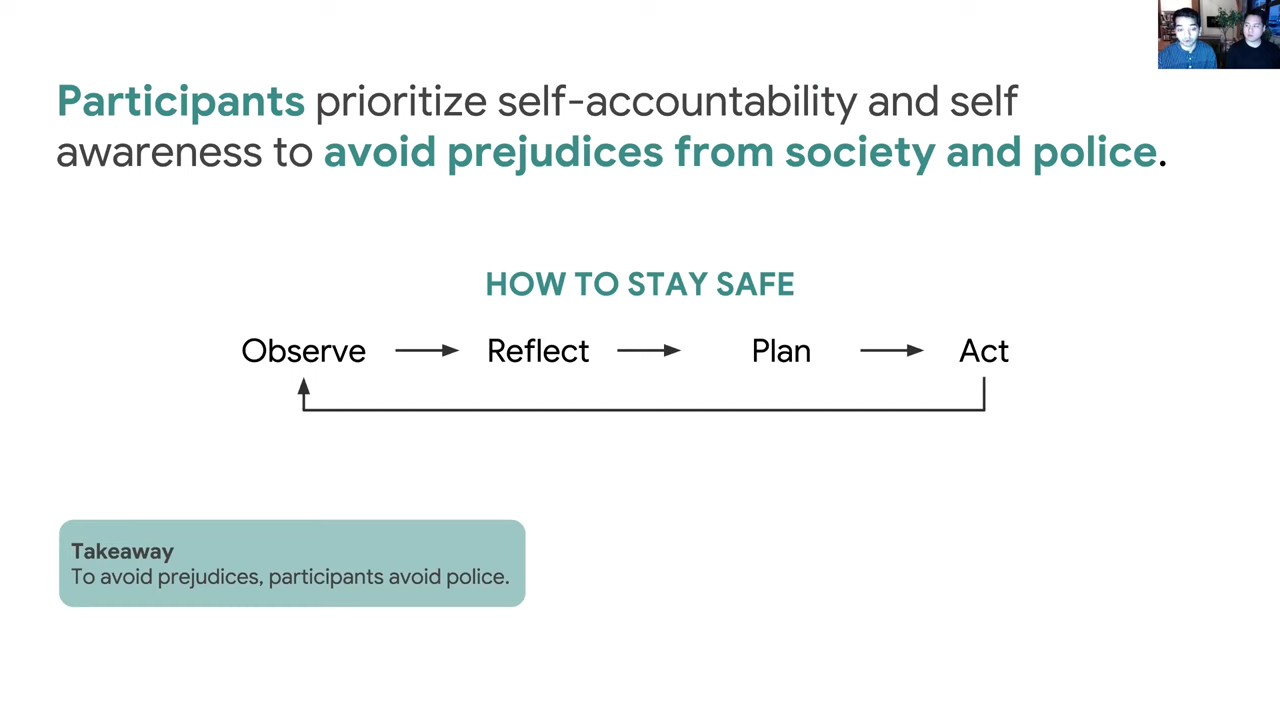 Participants prioritize self-accountability and self
awareness to avoid prejudices from society and police.
HOW TO STAY SAFE
Observe Reflect Plan Act
Takeaway
To avoid prejudices, participants avoid police.